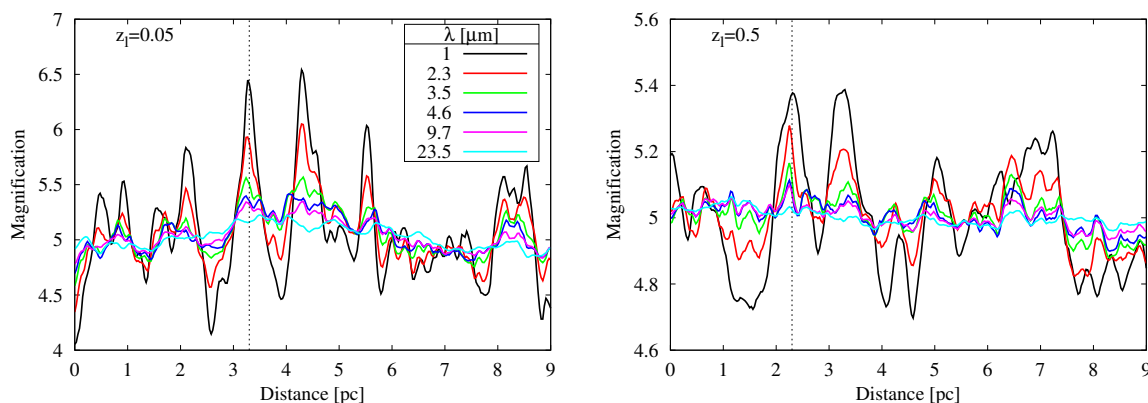 z_l=0.05
λ [μm]
1
2.3
3.5
4.6
9.7
23.5
Magnification
7
6.5
6
5.5
5
4.5
4
0 1 2 3 4 5 6 7 8 9
Distance [pc]
z_l=0.5
Magnification
5.6
5.4
5.2
5
4.8
4.6
0 1 2 3 4 5 6 7 8 9
Distance [pc]